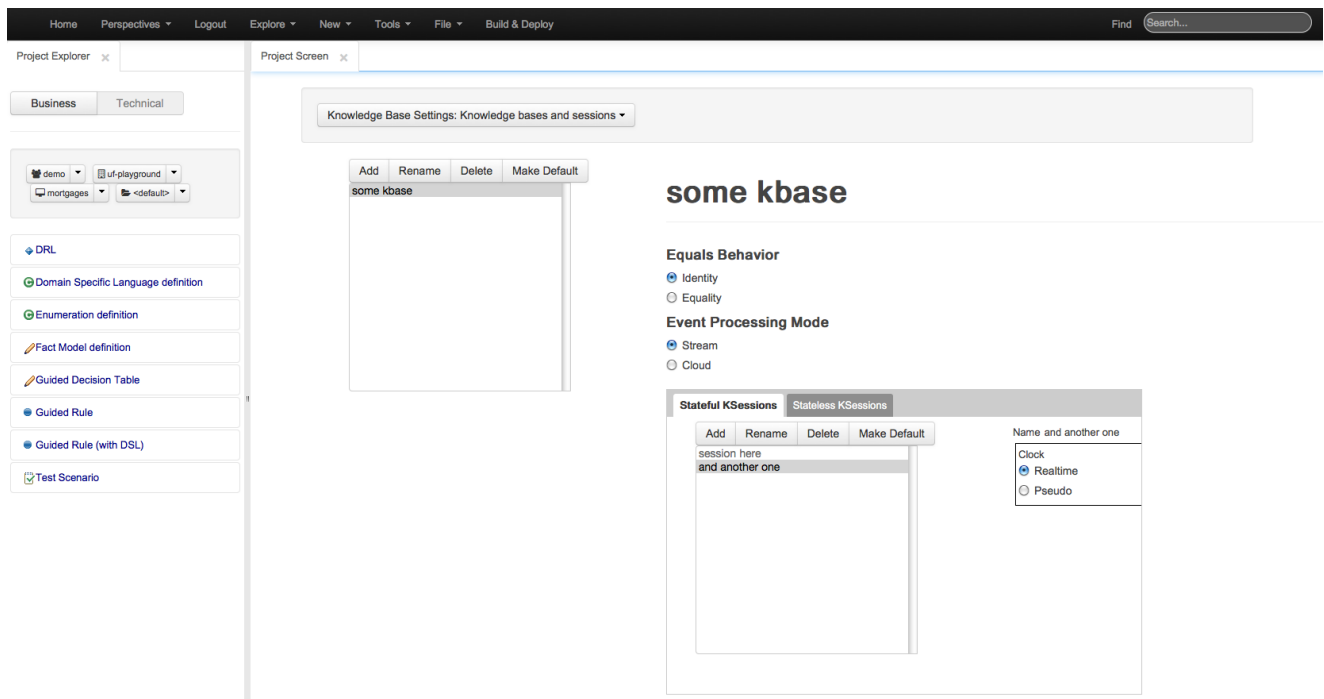 Home Perspectives Logout Explore New Tools File Build & Deploy Find Search...
Project Explorer
Project Screen
Business Technical
demo uf-playground
mortgages <default>
DRL
Domain Specific Language definition
Enumeration definition
Fact Model definition
Guided Decision Table
Guided Rule
Guided Rule (with DSL)
Test Scenario
Knowledge Base Settings: Knowledge bases and sessions
Add Rename Delete Make Default
some kbase
some kbase
Equals Behavior
Identity
Equality
Event Processing Mode
Stream
Cloud
Stateful KSessions Stateless KSessions
Add Rename Delete Make Default
session here
and another one
Name and another one
Clock
Realtime
Pseudo